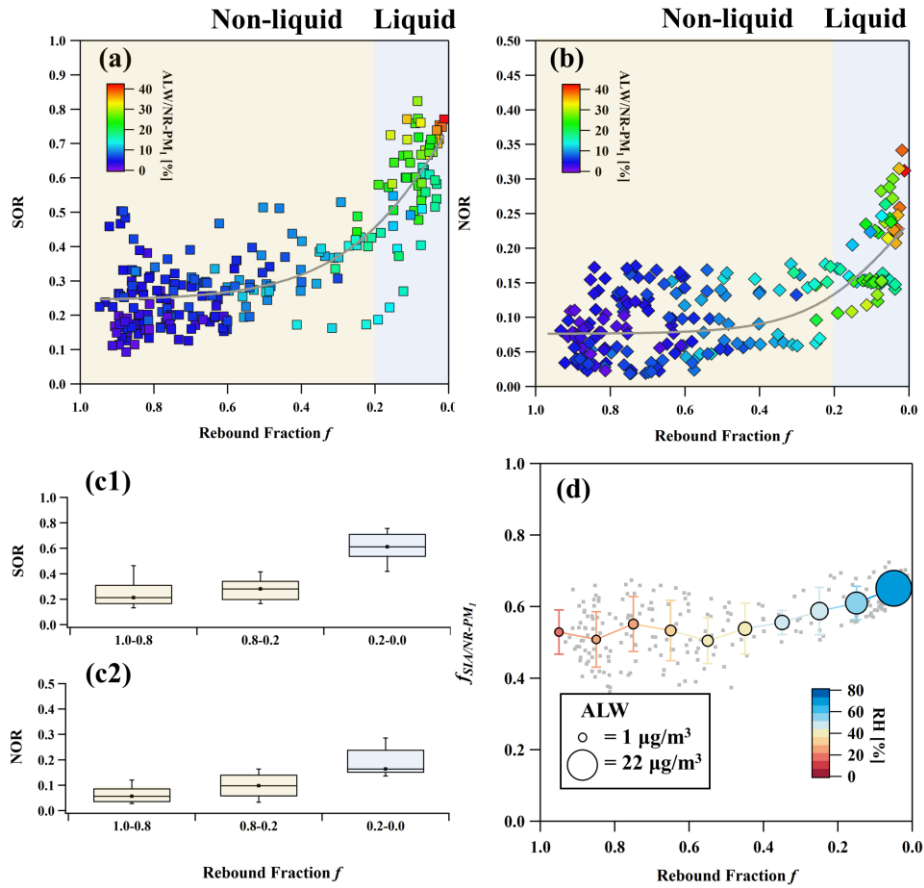 Non-liquid Liquid
Non-liquid Liquid
(a)
1.0
0.9
0.8
0.7
0.6
0.5
0.4
0.3
0.2
0.1
0.0
SOR
40
30
20
10
0
ALW/NR-PM1 [%]
1.0 0.8 0.6 0.4 0.2 0.0
Rebound Fraction f
(b)
0.50
0.45
0.40
0.35
0.30
0.25
0.20
0.15
0.10
0.05
0.00
NOR
40
30
20
10
0
ALW/NR-PM1 [%]
1.0 0.8 0.6 0.4 0.2 0.0
Rebound Fraction f
(c1)
1.0
0.8
0.6
0.4
0.2
0.0
SOR
1.0-0.8 0.8-0.2 0.2-0.0
(c2)
0.5
0.4
0.3
0.2
0.1
0.0
NOR
1.0-0.8 0.8-0.2 0.2-0.0
Rebound Fraction f
(d)
1.0
0.8
0.6
0.4
0.2
0.0
fSIA/NR-PM1
ALW
= 1 µg/m³
= 22 µg/m³
80
60
40
20
0
RH [%]
1.0 0.8 0.6 0.4 0.2 0.0
Rebound Fraction f